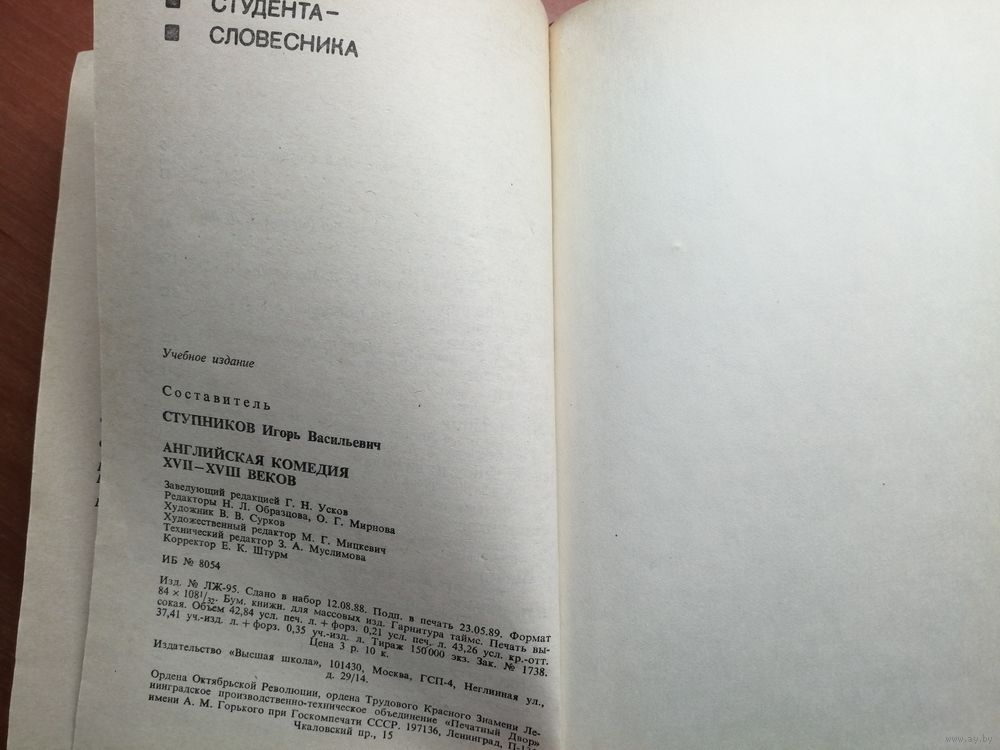 СТУДЕНТА-
СЛОВЕСНИКА
Учебное издание
Составитель
СТУПНИКОВ Игорь Васильевич
АНГЛИЙСКАЯ КОМЕДИЯ
XVII—XVIII ВЕКОВ
Заведующий редакцией Г. Н. Усков
Редакторы Н. Л. Образцова, О. Г. Мирнова
Художник В. В. Сурков
Художественный редактор М. Г. Мицкевич
Технический редактор З. А. Муслимова
Корректор Е. К. Штурм
ИБ № 8054
Изд. № ЛЖ-95. Сдано в набор 12.08.88. Подп. в печать 23.05.89. Формат
84 × 108¹/₃₂. Бум. книжн. для массовых изд. Гарнитура таймс. Печать вы-
сокая. Объем 42,84 усл. печ. л. + форз. 0,21 усл. печ. л. 43,26 усл. кр.-отт.
37,41 уч.-изд. л. + форз. 0,35 уч.-изд. л. Тираж 150 000 экз. Зак. № 1738.
Цена 3 р. 10 к.
Издательство «Высшая школа», 101430, Москва, ГСП-4, Неглинная ул.,
д. 29/14.
Ордена Октябрьской Революции, ордена Трудового Красного Знамени Ле-
нинградское производственно-техническое объединение «Печатный Двор»
имени А. М. Горького при Госкомпечати СССР. 197136, Ленинград,
Чкаловский пр., 15
www.ay.by